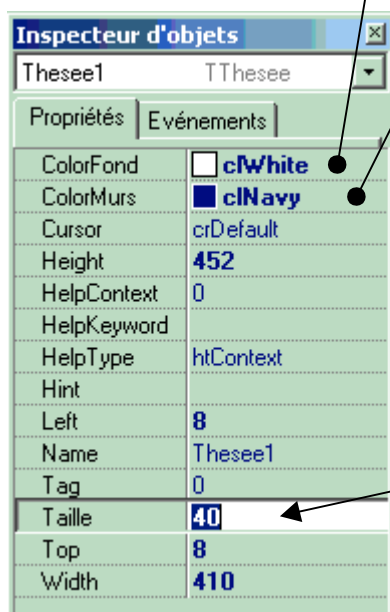 Inspecteur d'objets
Thesee1 TThesee
Propriétés Evénements
ColorFond clWhite
ColorMurs clNavy
Cursor crDefault
Height 452
HelpContext 0
HelpKeyword
HelpType htContext
Hint
Left 8
Name Thesee1
Tag 0
Taille 40
Top 8
Width 410